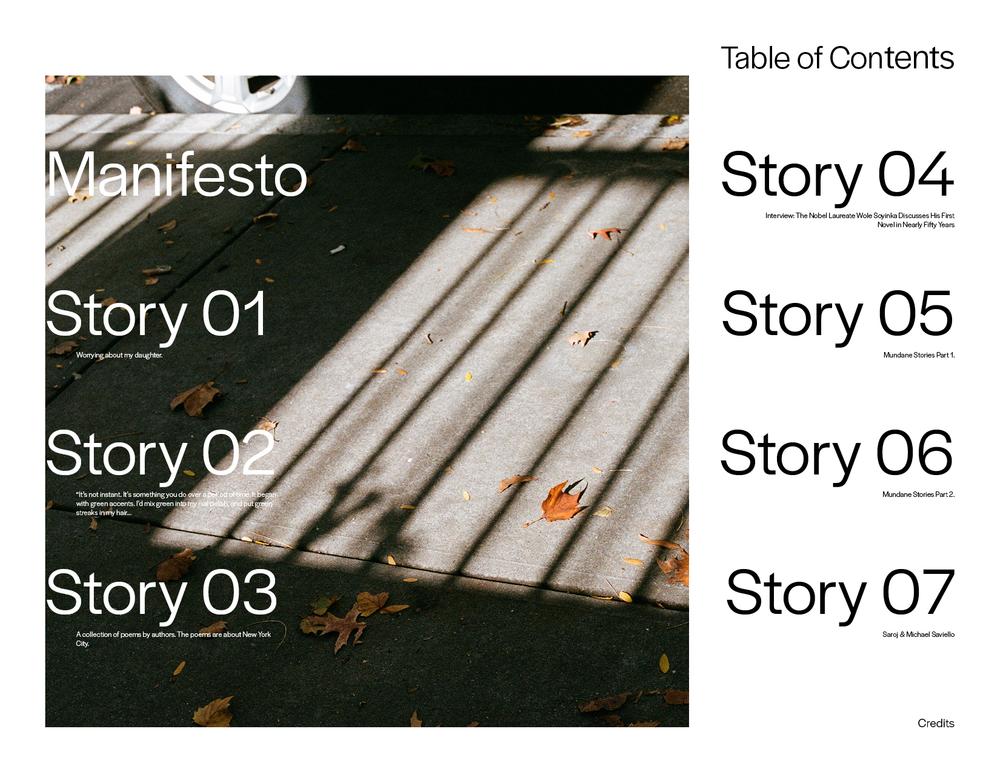 Table of Contents
Manifesto
Story 01
Worrying about my daughter.
Story 02
"It's not instant. It's something you do over a period of time. It began
with green accents. I'd mix green into my nail polish, and put green
streaks in my hair...
Story 03
A collection of poems by authors. The poems are about New York
City.
Story 04
Interview: The Nobel Laureate Wole Soyinka Discusses His First
Novel in Nearly Fifty Years
Story 05
Mundane Stories Part 1.
Story 06
Mundane Stories Part 2.
Story 07
Saroj & Michael Saviello
Credits